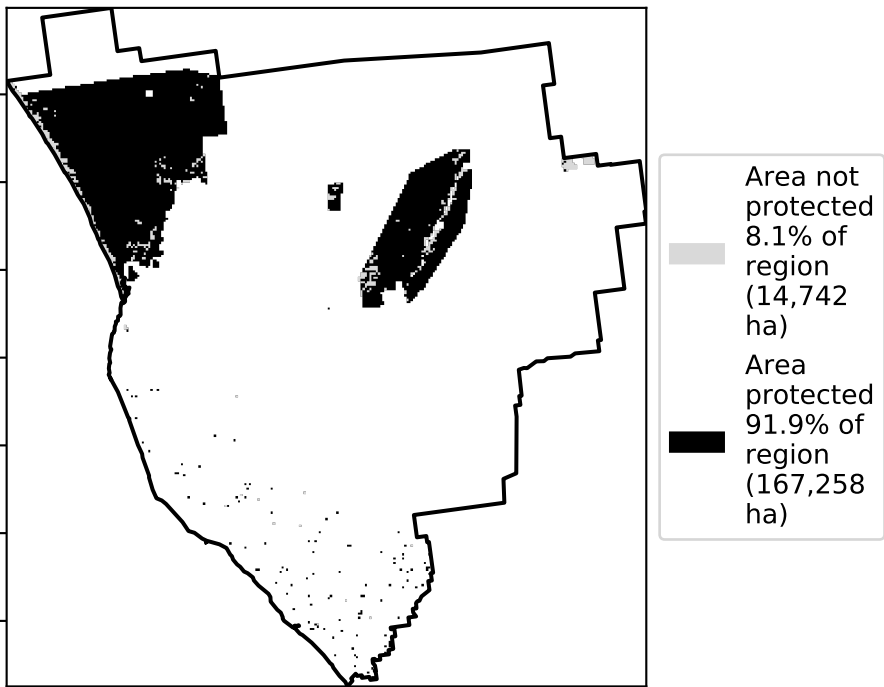 Area not
protected
8.1% of
region
(14,742
ha)
Area
protected
91.9% of
region
(167,258
ha)